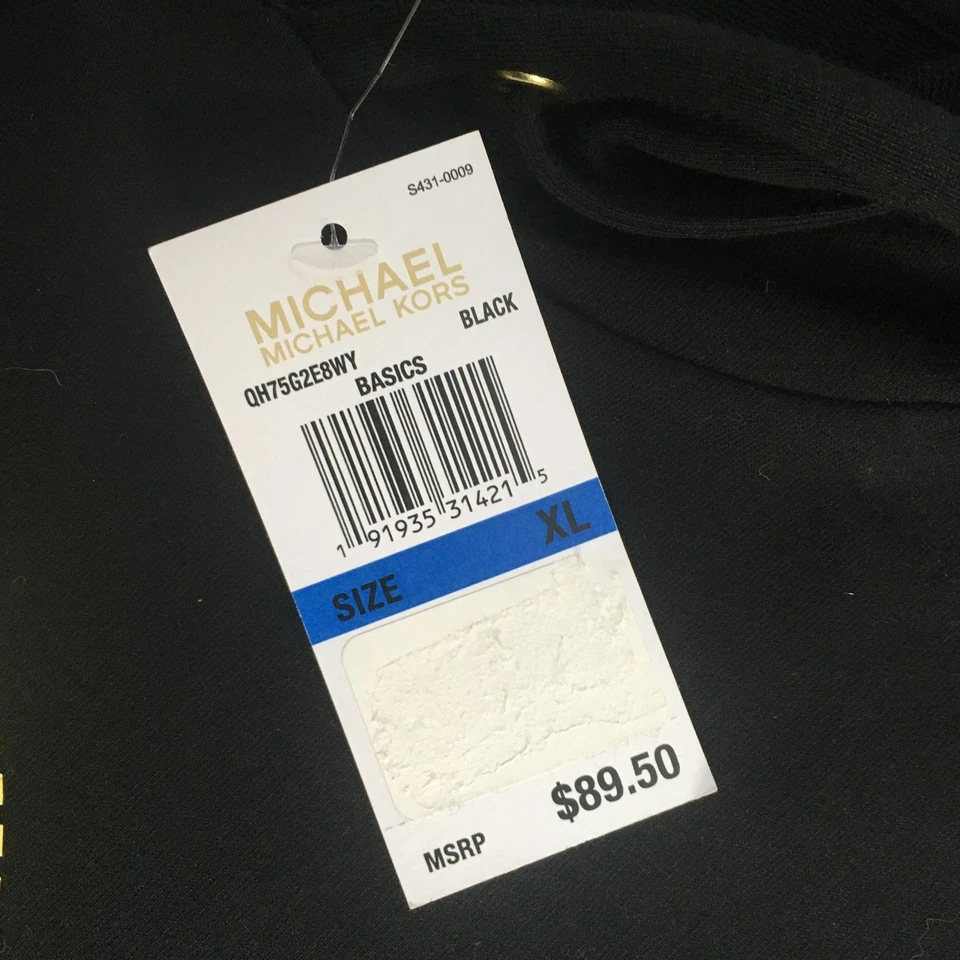 S431-0009
MICHAEL
MICHAEL KORS
BLACK
QH75G2E8WY
BASICS
1 91935 31421 5
SIZE XL
$89.50
MSRP